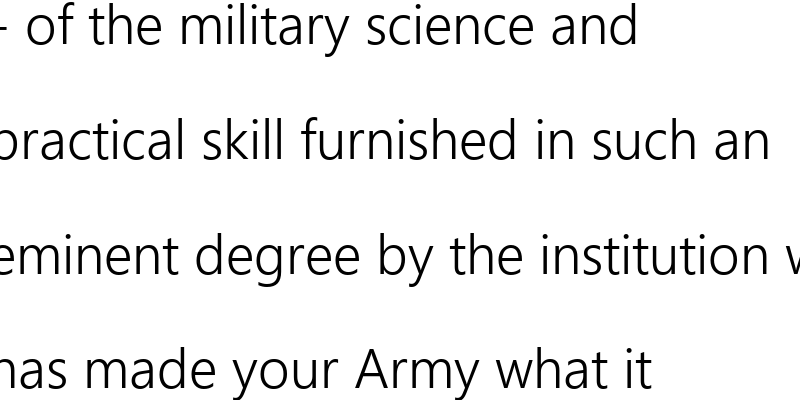 - of the military science and
practical skill furnished in such an
eminent degree by the institution
has made your Army what it